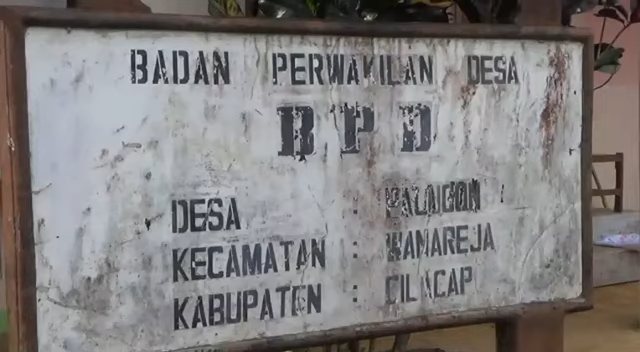 BADAN PERWAKILAN DESA
BPD
DESA : PALUGON
KECAMATAN : WANAREJA
KABUPATEN : CILACAP